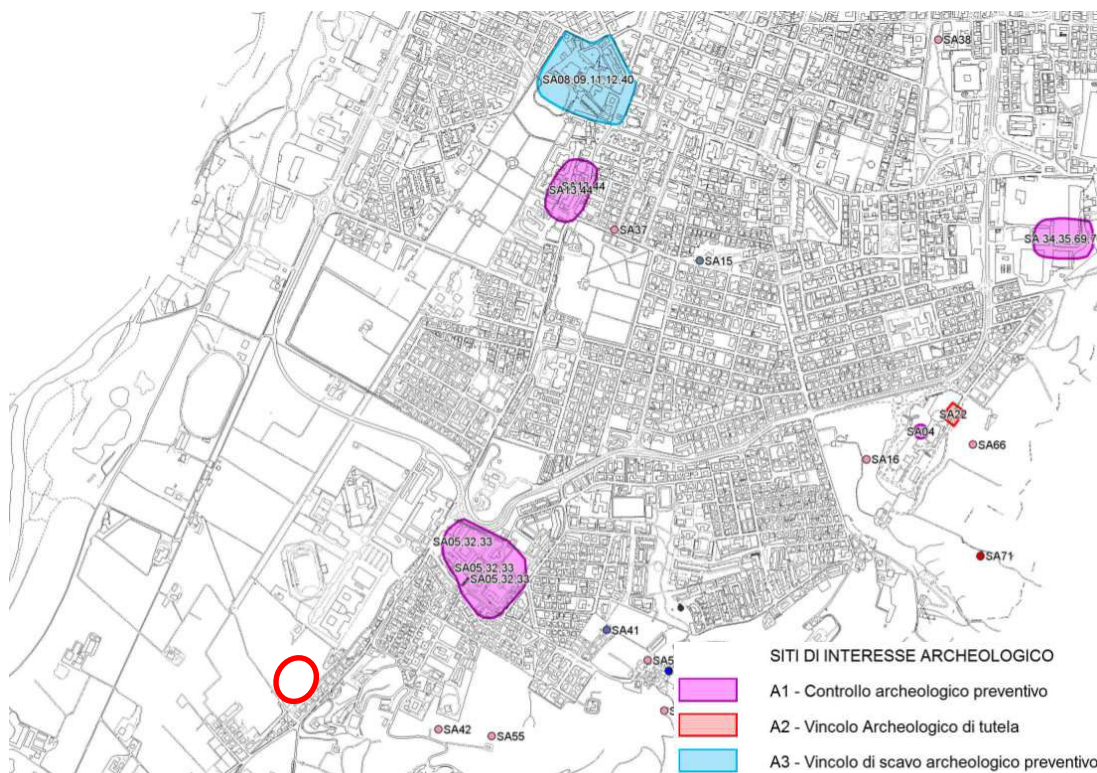 SA38
SA08,09,11,12,40
SA13,44
SA37
SA 34,35,69,7
SA15
SA22
SA04
SA66
SA16
SA05,32,33
SA05,32,33
SA05,32,33
SA71
SA41
SA5
SA42
SA55
SITI DI INTERESSE ARCHEOLOGICO
A1 - Controllo archeologico preventivo
A2 - Vincolo Archeologico di tutela
A3 - Vincolo di scavo archeologico preventivo